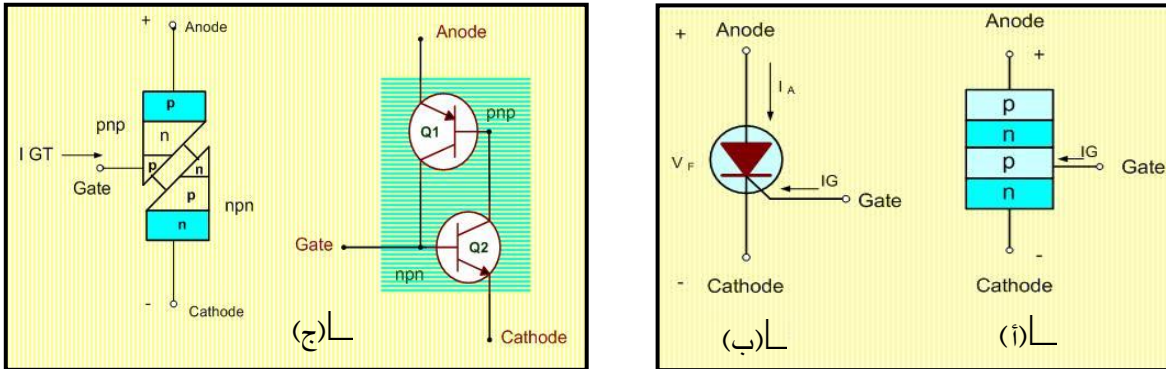 +
Anode
p
pnp
n
I GT
p
n
Gate
p
npn
n
-
Cathode
Anode
pnp
Q1
Gate
Q2
npn
Cathode
(ج)
+
Anode
I A
V F
IG
Gate
-
Cathode
(ب)
Anode
+
p
n
p
IG
Gate
n
-
Cathode
(أ)